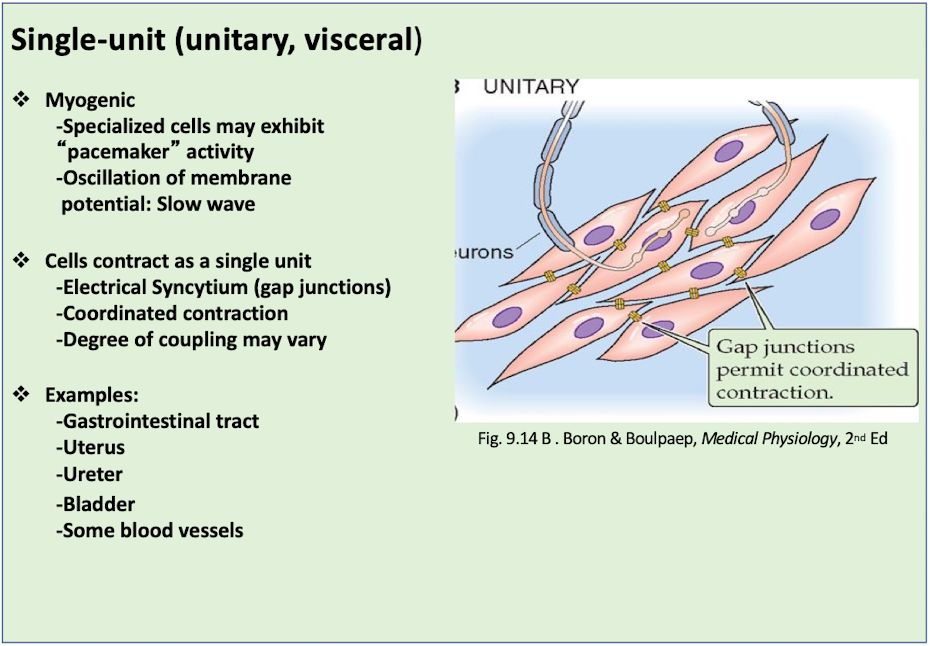 Single-unit (unitary, visceral)
❖ Myogenic
-Specialized cells may exhibit
“pacemaker” activity
-Oscillation of membrane
potential: Slow wave
❖ Cells contract as a single unit
-Electrical Syncytium (gap junctions)
-Coordinated contraction
-Degree of coupling may vary
❖ Examples:
-Gastrointestinal tract
-Uterus
-Ureter
-Bladder
-Some blood vessels
UNITARY
eurons
Gap junctions
permit coordinated
contraction.
)
Fig. 9.14 B . Boron & Boulpaep, Medical Physiology, 2nd Ed